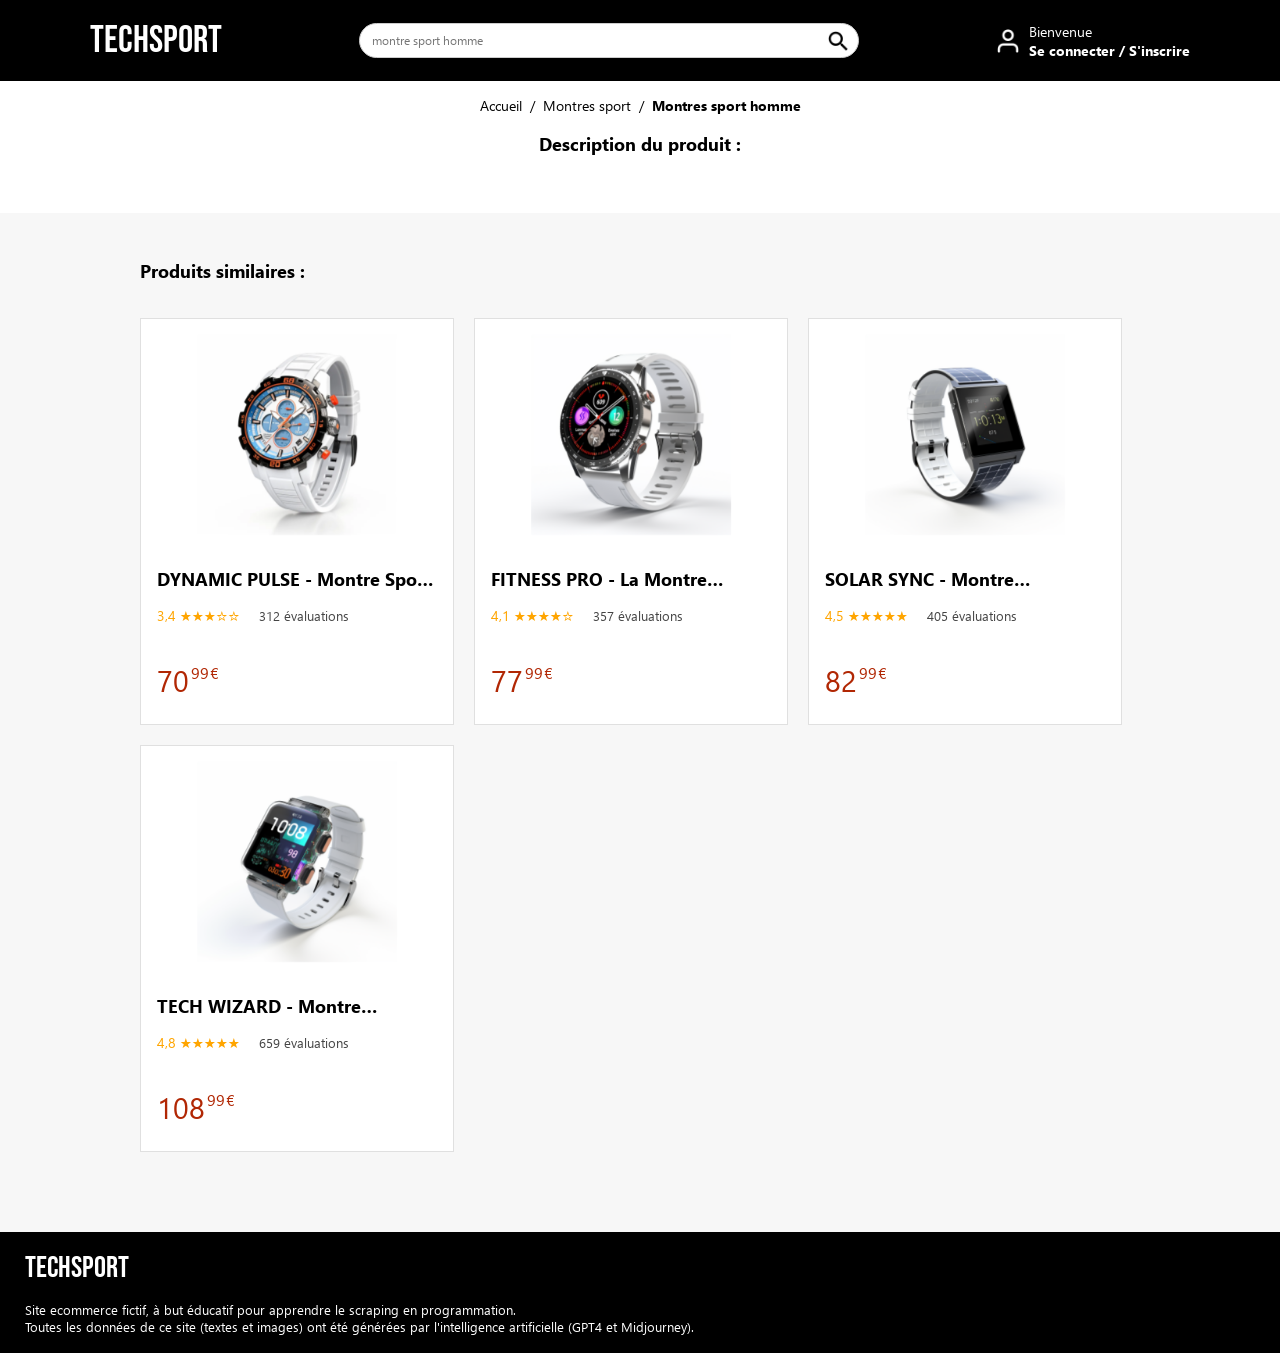 TECHSPORT
montre sport homme
Bienvenue
Se connecter / S'inscrire
Accueil / Montres sport / Montres sport homme
Description du produit :
Produits similaires :
DYNAMIC PULSE - Montre Spo...
3,4 ★★★☆☆ 312 évaluations
70 99€
FITNESS PRO - La Montre...
4,1 ★★★★☆ 357 évaluations
77 99€
SOLAR SYNC - Montre...
4,5 ★★★★★ 405 évaluations
82 99€
10:08
TECH WIZARD - Montre...
4,8 ★★★★★ 659 évaluations
108 99€
TECHSPORT
Site ecommerce fictif, à but éducatif pour apprendre le scraping en programmation.
Toutes les données de ce site (textes et images) ont été générées par l'intelligence artificielle (GPT4 et Midjourney).